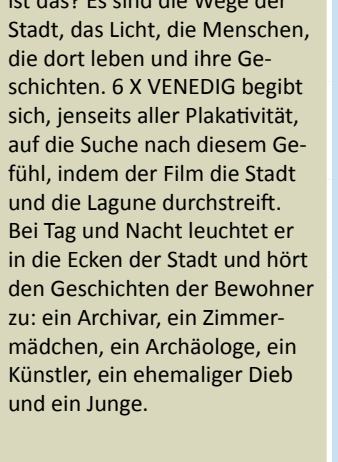 ist das? Es sind die Wege der
Stadt, das Licht, die Menschen,
die dort leben und ihre Ge-
schichten. 6 X VENEDIG begibt
sich, jenseits aller Plakativität,
auf die Suche nach diesem Ge-
fühl, indem der Film die Stadt
und die Lagune durchstreift.
Bei Tag und Nacht leuchtet er
in die Ecken der Stadt und hört
den Geschichten der Bewohner
zu: ein Archivar, ein Zimmer-
mädchen, ein Archäologe, ein
Künstler, ein ehemaliger Dieb
und ein Junge.